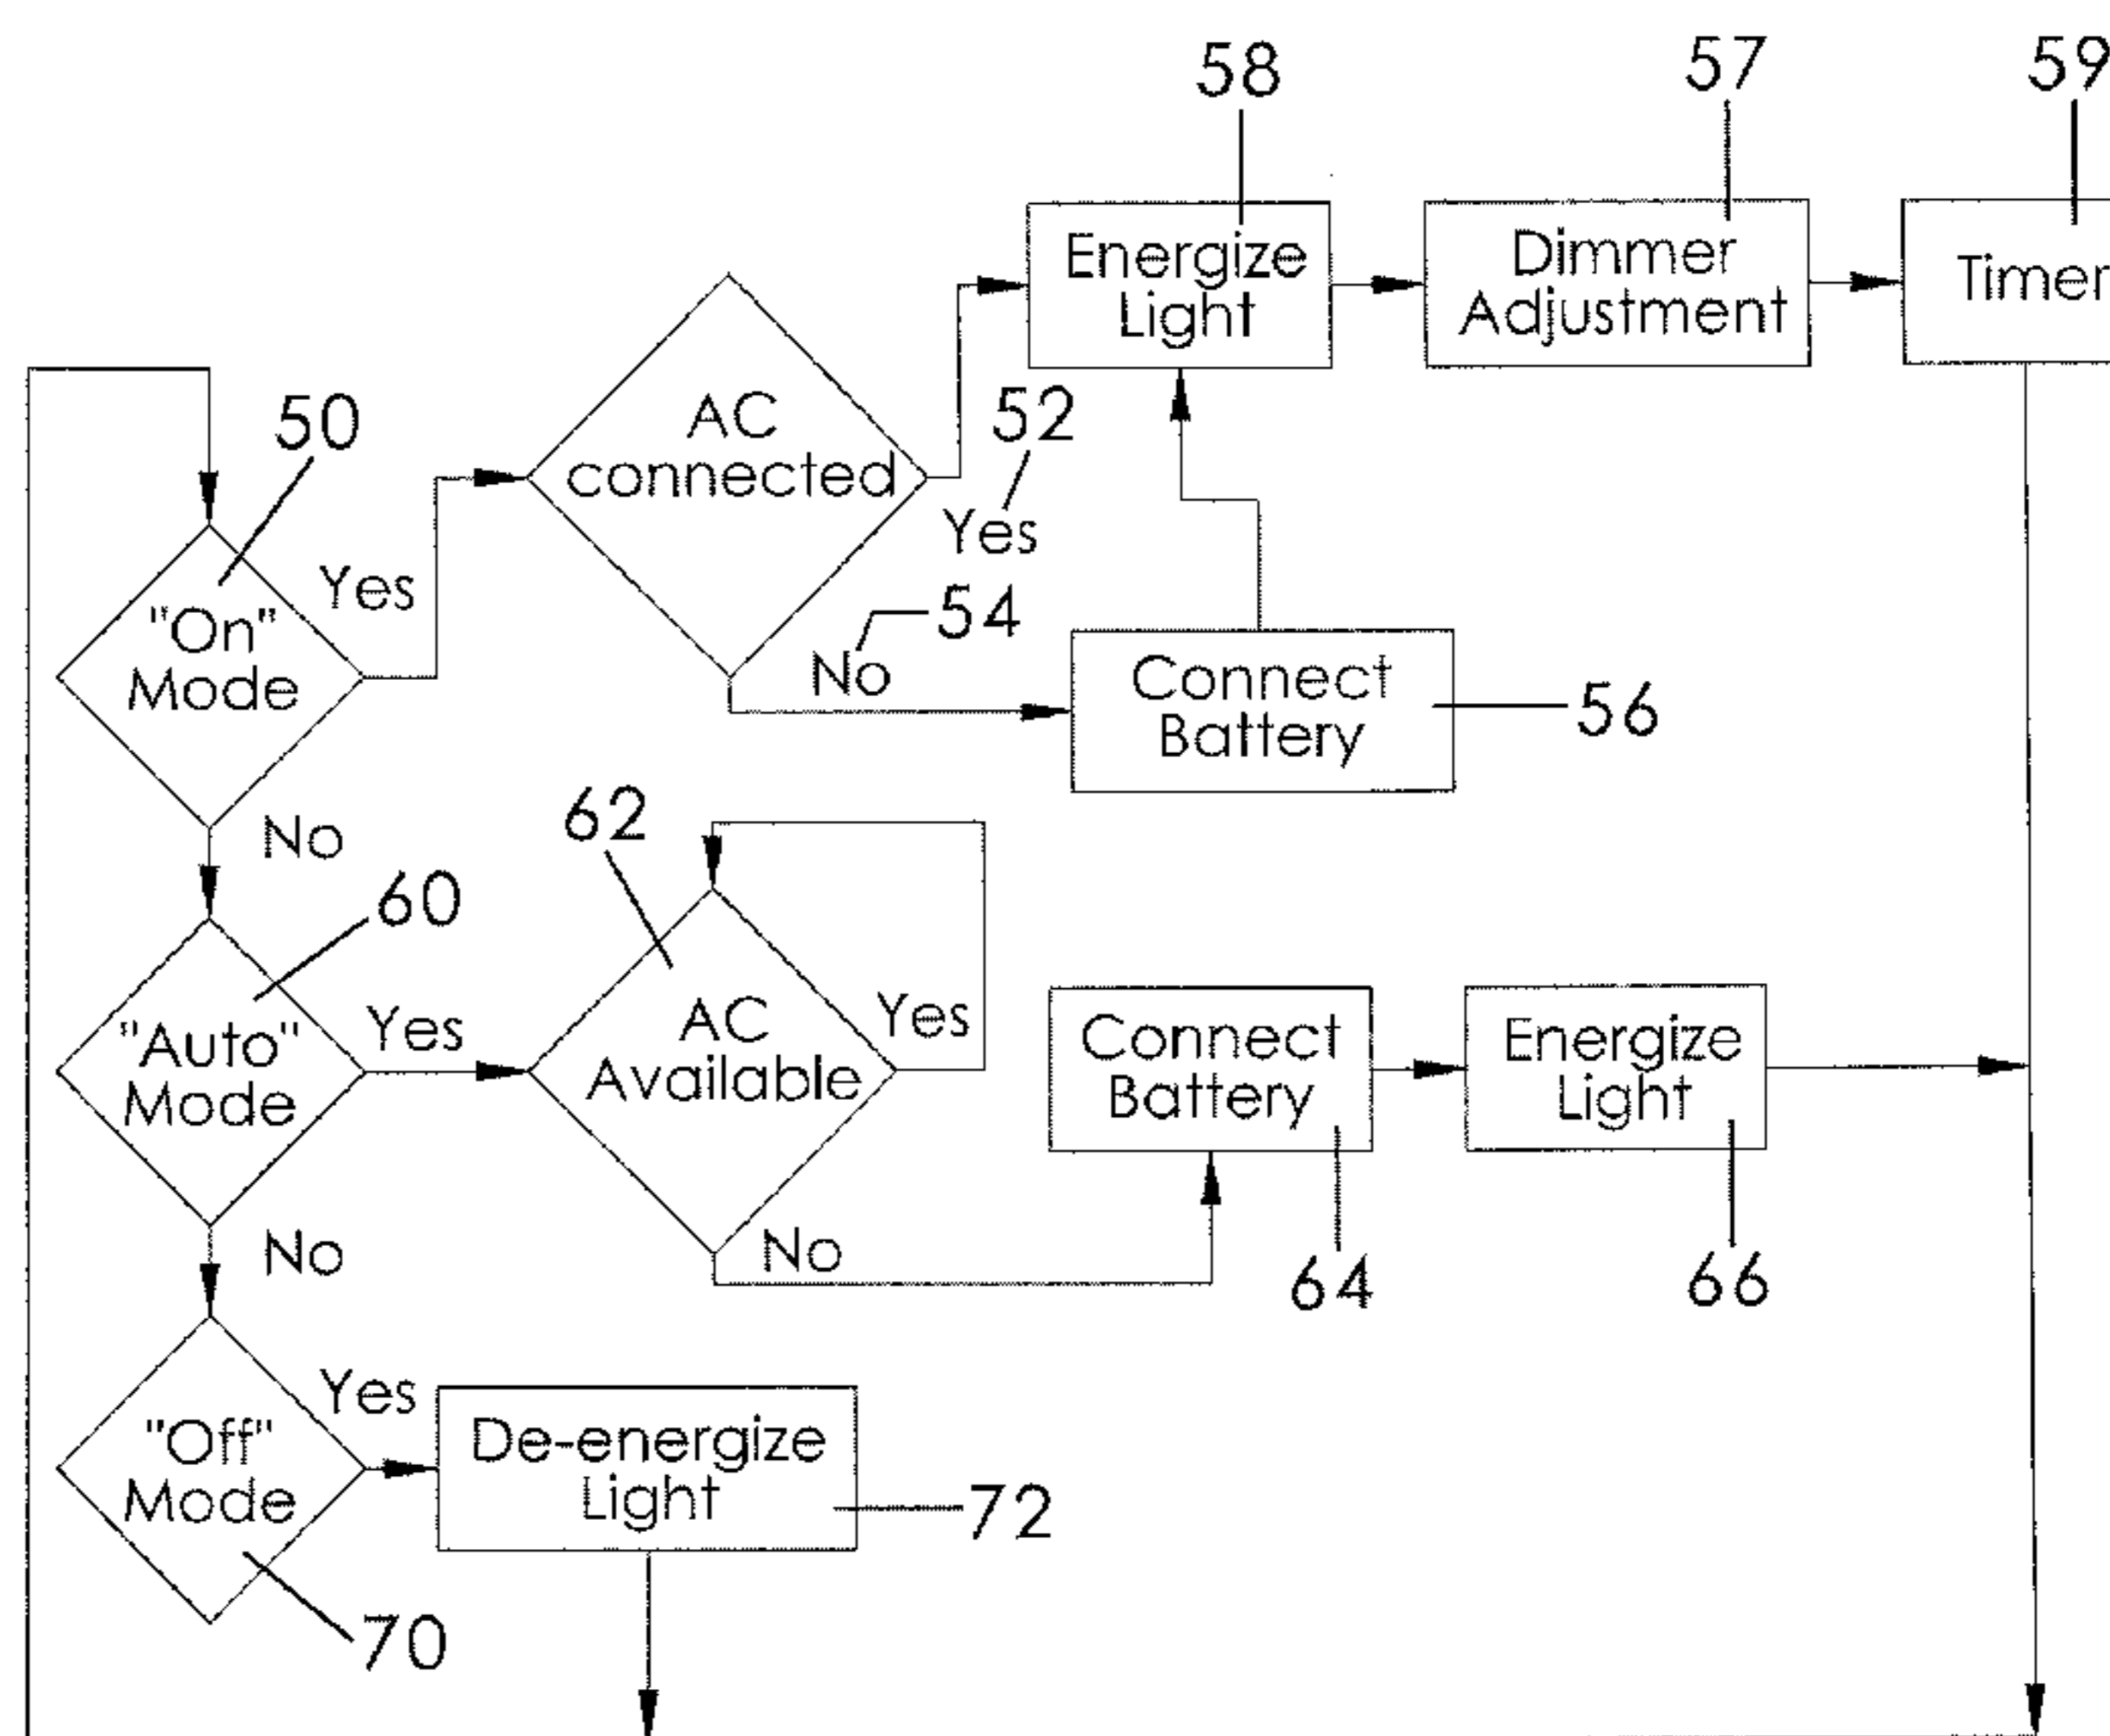 58
57
59
Energize
Light
Dimmer
Adjustment
Timer
50
AC
connected
52
Yes
Yes
"On"
Mode
54
No
Connect
Battery
56
No
62
60
"Auto"
Mode
Yes
AC
Available
Yes
Connect
Battery
Energize
Light
No
No
64
66
"Off"
Mode
Yes
De-energize
Light
72
70